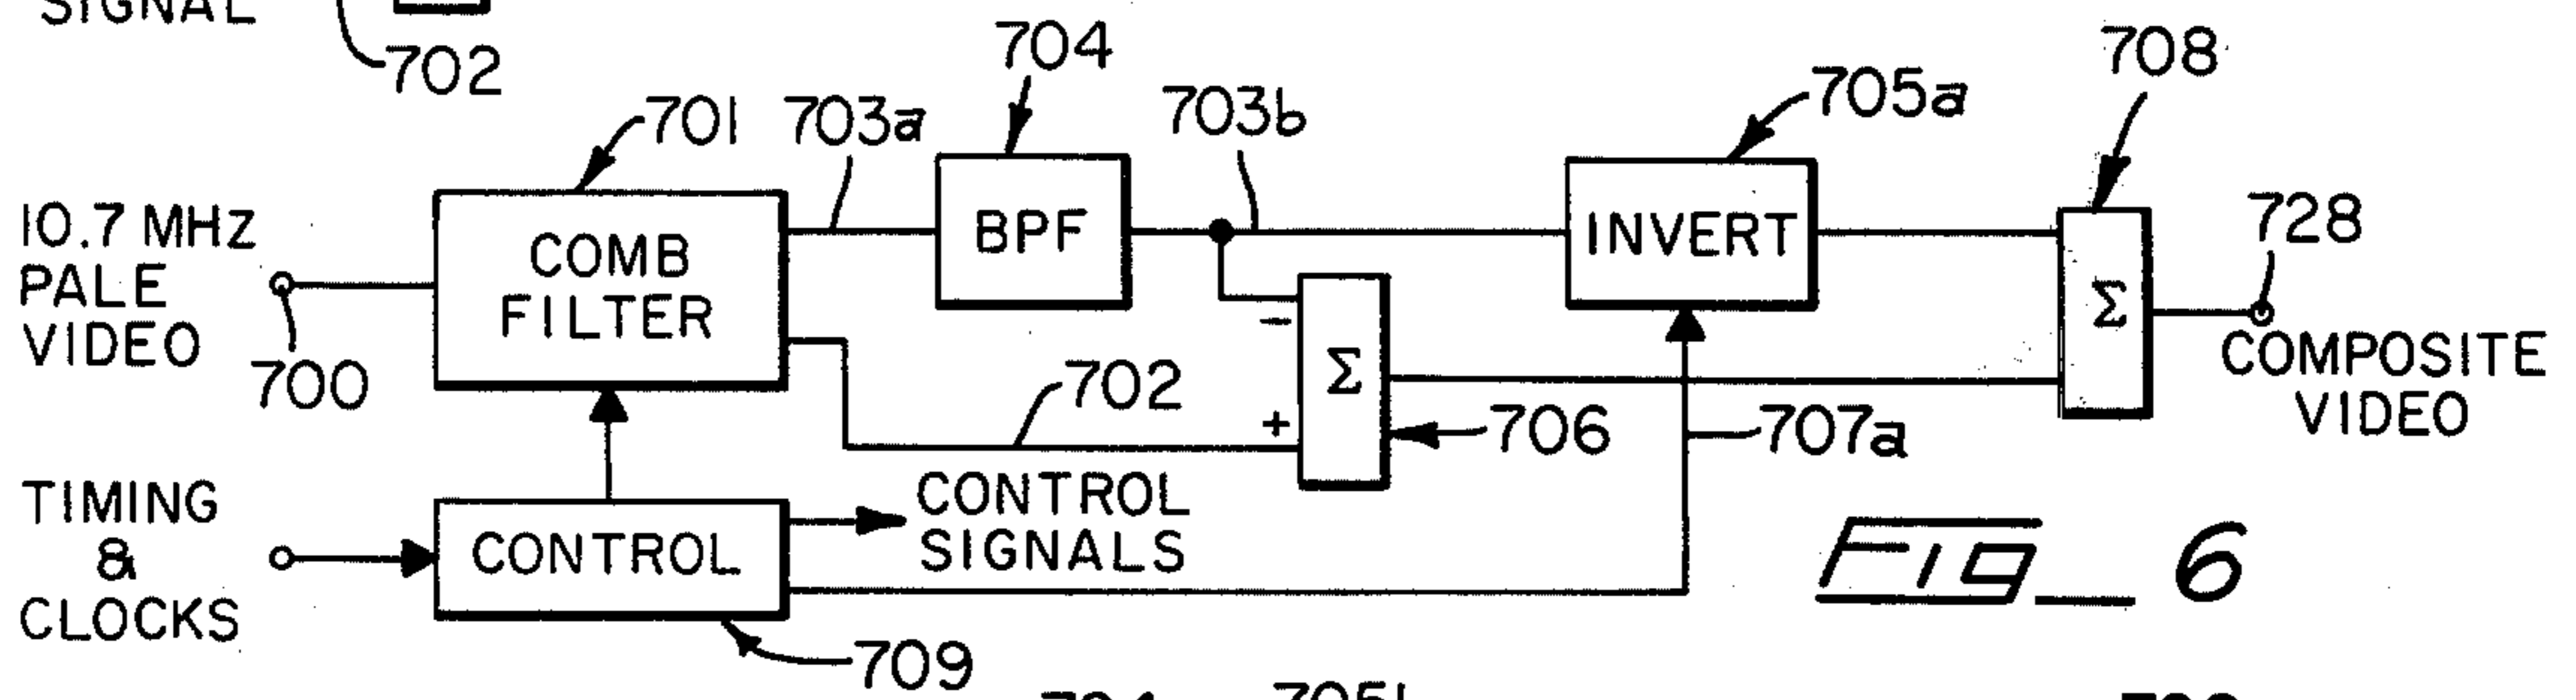 SIGNAL
702
704
708
701
703a
703b
705a
10.7 MHZ
PALE
VIDEO
700
COMB
FILTER
BPF
INVERT
728
Σ
COMPOSITE
VIDEO
−
Σ
+
702
706
707a
TIMING
&
CLOCKS
CONTROL
CONTROL
SIGNALS
709
Fig_ 6